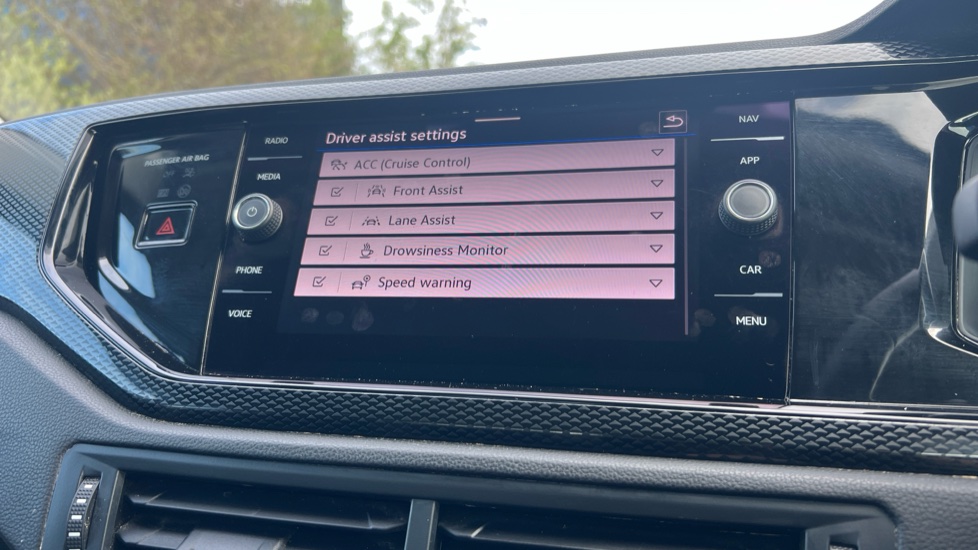 PASSENGER AIR BAG
RADIO
MEDIA
PHONE
VOICE
Driver assist settings
ACC (Cruise Control)
Front Assist
Lane Assist
Drowsiness Monitor
Speed warning
NAV
APP
CAR
MENU